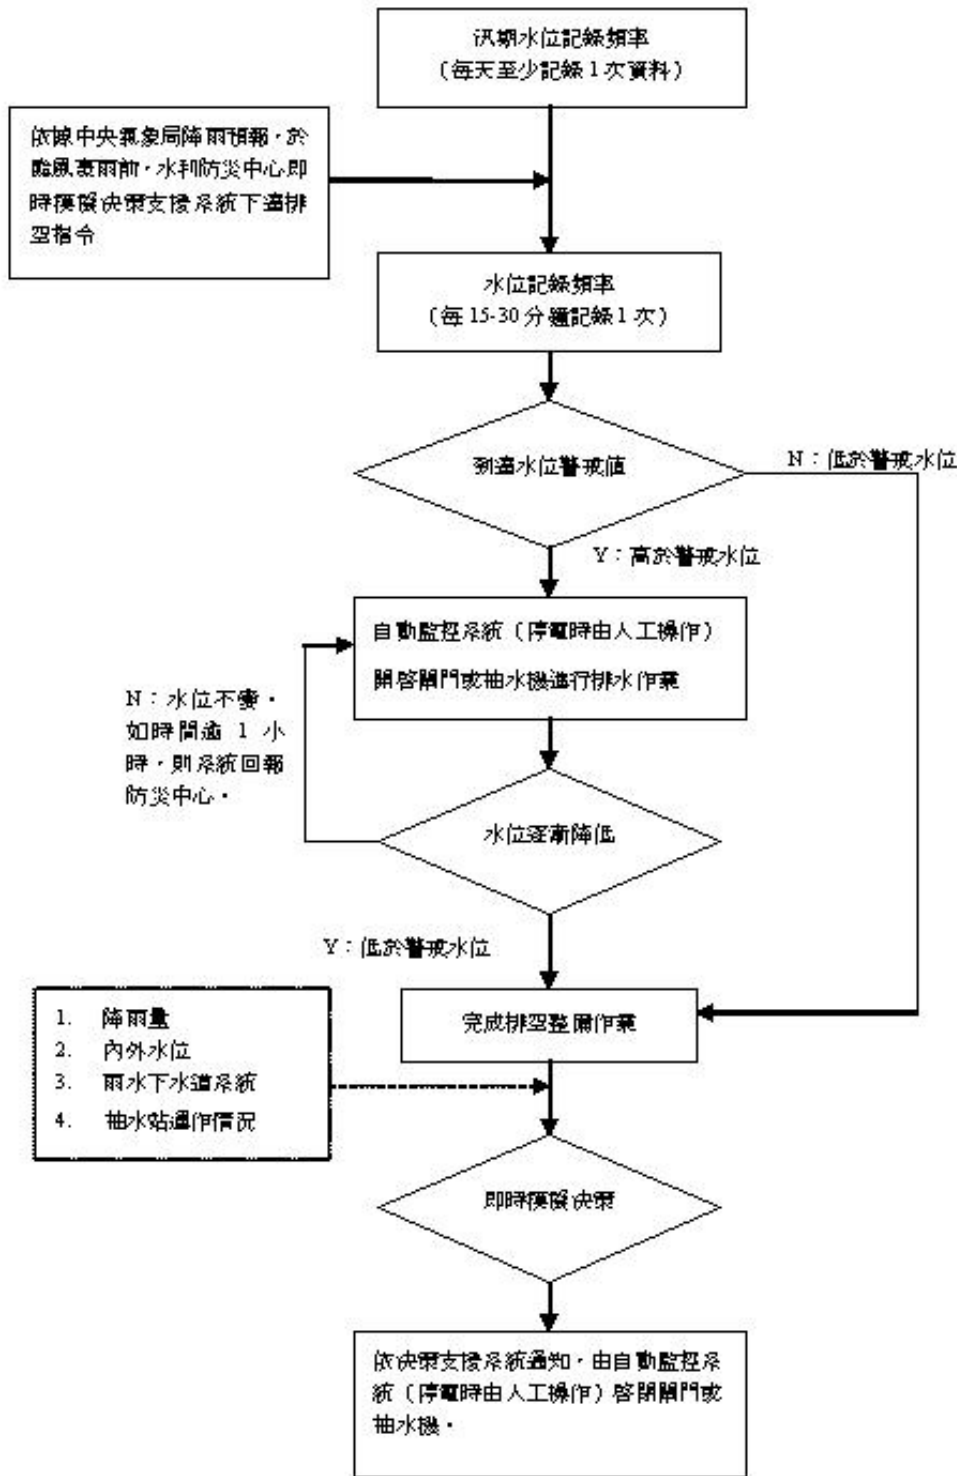 汛期水位記錄頻率
（每天至少記錄 1 次資料）
依據中央氣象局降雨預報，於
颱風豪雨前，水利防災中心即
時模擬決策支援系統下達排
空指令
水位記錄頻率
（每 15-30 分鐘記錄 1 次）
到達水位警戒值
N：低於警戒水位
Y：高於警戒水位
自動監控系統（停電時由人工操作）
開啓閘門或抽水機進行排水作業
N：水位不變，
如時間逾 1 小
時，則系統回報
防災中心。
水位逐漸降低
Y：低於警戒水位
完成排空整備作業
1. 降雨量
2. 內外水位
3. 雨水下水道系統
4. 抽水站運作情況
即時模擬決策
依決策支援系統通知，由自動監控系
統（停電時由人工操作）啓閉閘門或
抽水機。